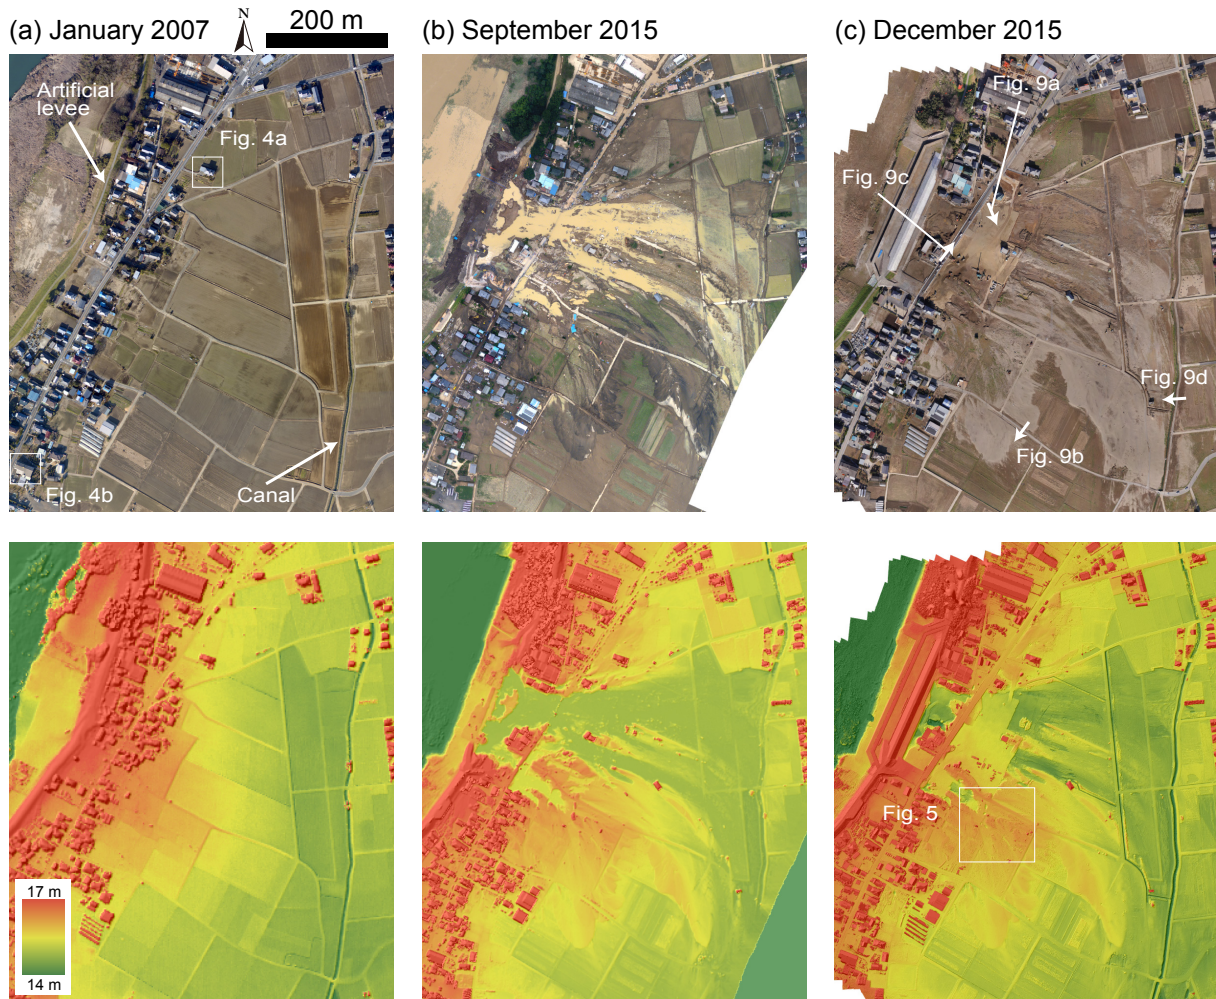 (a) January 2007
N
200 m
(b) September 2015
(c) December 2015
Artificial
levee
Fig. 4a
Fig. 4b
Canal
Fig. 9a
Fig. 9c
Fig. 9d
Fig. 9b
17 m
14 m
Fig. 5